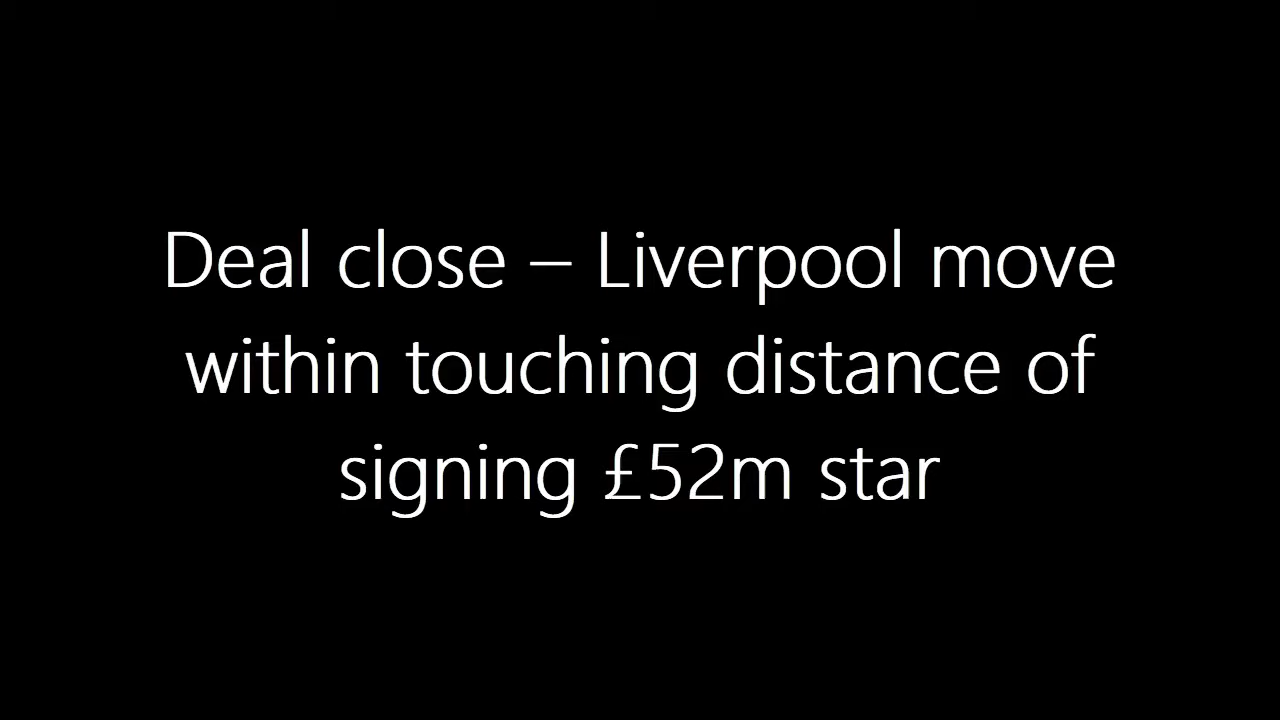 Deal close – Liverpool move
within touching distance of
signing £52m star